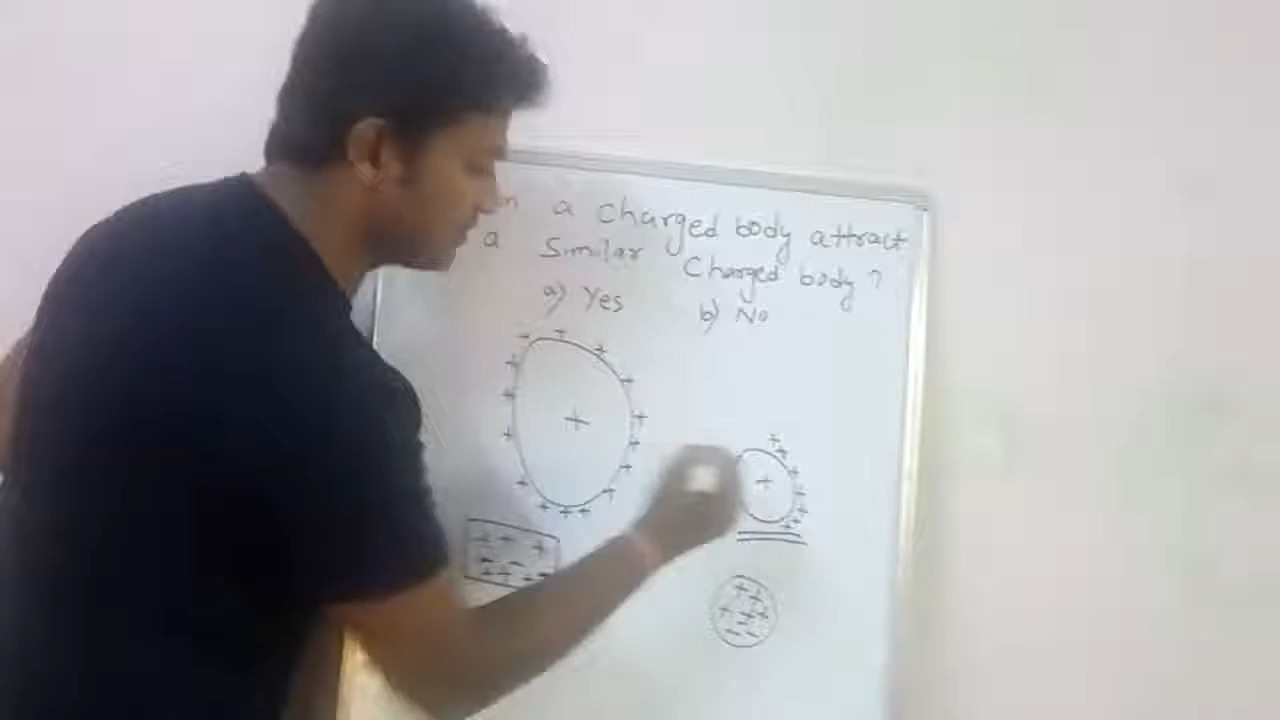 n a charged body attract
a Similar Charged body ?
a) Yes b) No
+ + +
+ +
+
+ + +
+ + +
+ +
+ + +
+ + +
+ +
+ +
+ + +